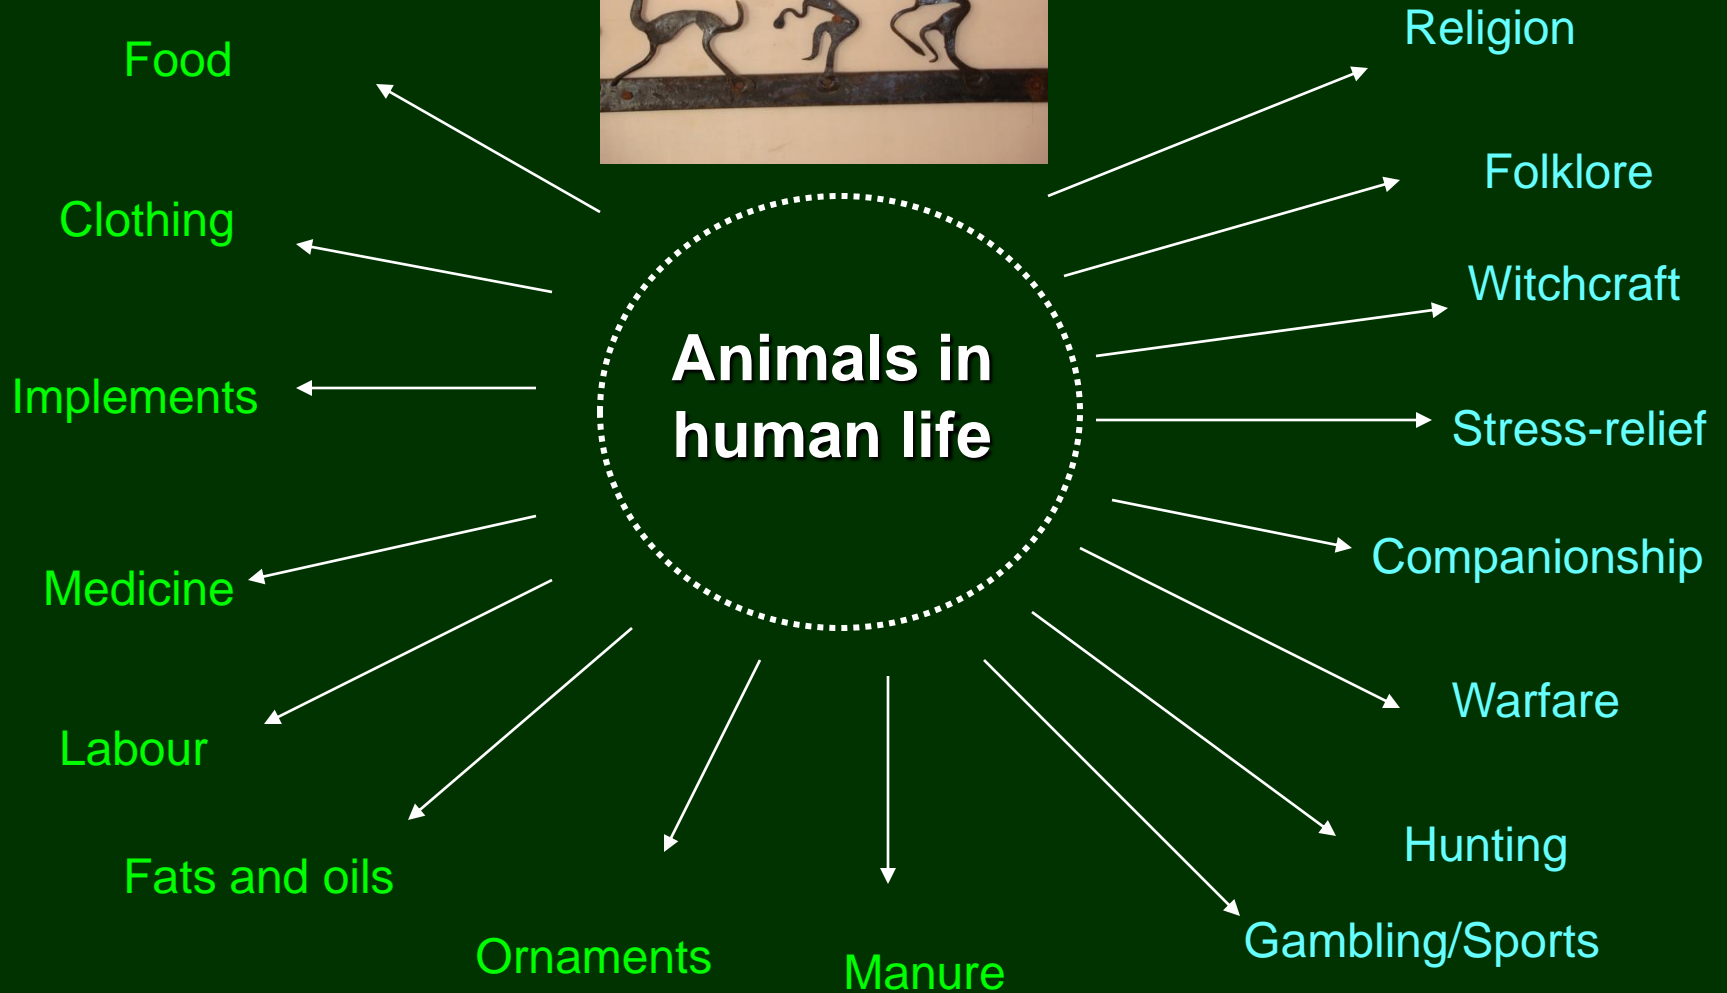 Religion
Food
Folklore
Clothing
Witchcraft
Animals in
human life
Implements
Stress-relief
Companionship
Medicine
Warfare
Labour
Hunting
Fats and oils
Gambling/Sports
Ornaments
Manure